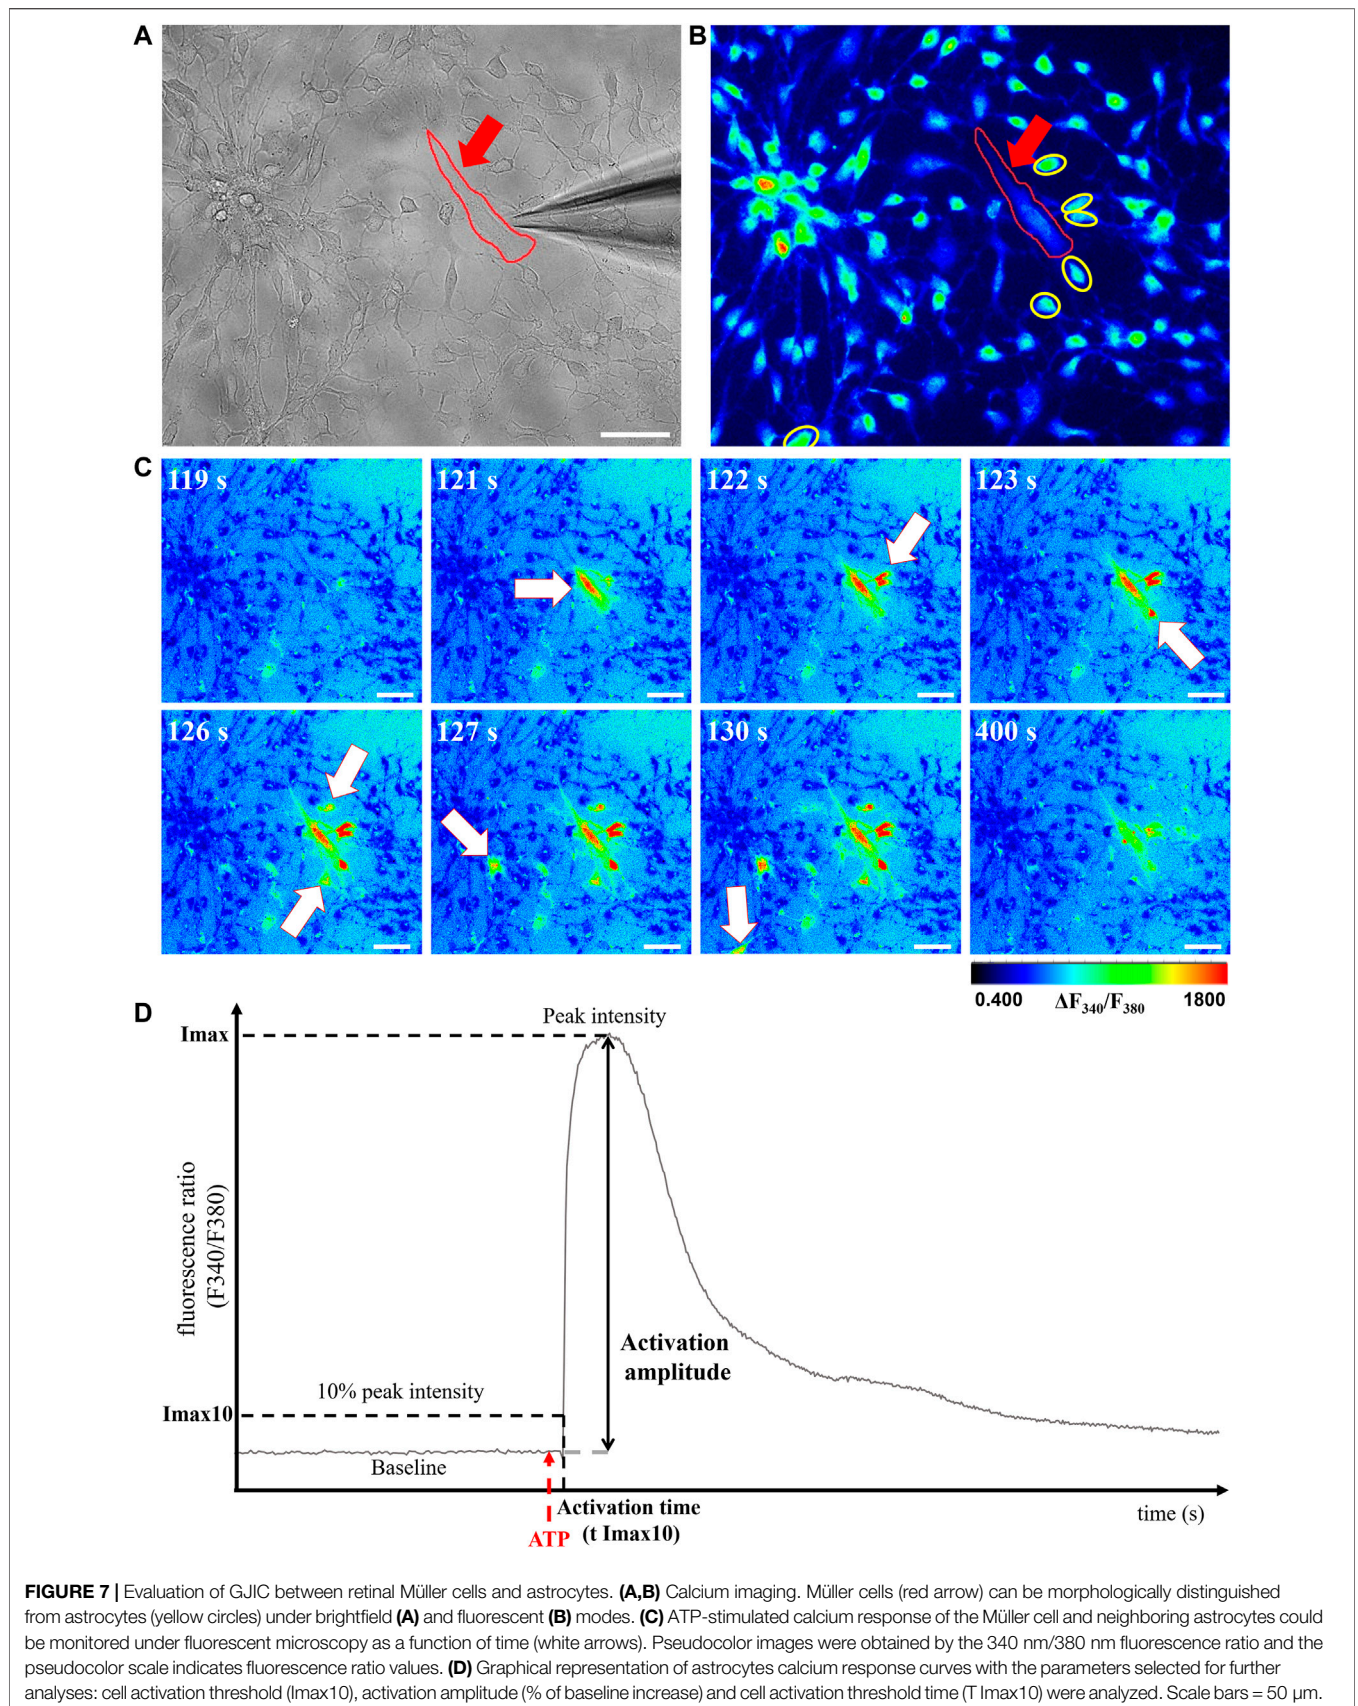 A
B
C
119 s
121 s
122 s
123 s
126 s
127 s
130 s
400 s
0.400 ΔF340/F380 1800
D
Imax
Peak intensity
fluorescence ratio
(F340/F380)
Activation
amplitude
10% peak intensity
Imax10
Baseline
Activation time
(t Imax10)
time (s)
ATP
FIGURE 7 | Evaluation of GJIC between retinal Müller cells and astrocytes. (A,B) Calcium imaging. Müller cells (red arrow) can be morphologically distinguished
from astrocytes (yellow circles) under brightfield (A) and fluorescent (B) modes. (C) ATP-stimulated calcium response of the Müller cell and neighboring astrocytes could
be monitored under fluorescent microscopy as a function of time (white arrows). Pseudocolor images were obtained by the 340 nm/380 nm fluorescence ratio and the
pseudocolor scale indicates fluorescence ratio values. (D) Graphical representation of astrocytes calcium response curves with the parameters selected for further
analyses: cell activation threshold (Imax10), activation amplitude (% of baseline increase) and cell activation threshold time (T Imax10) were analyzed. Scale bars = 50 µm.